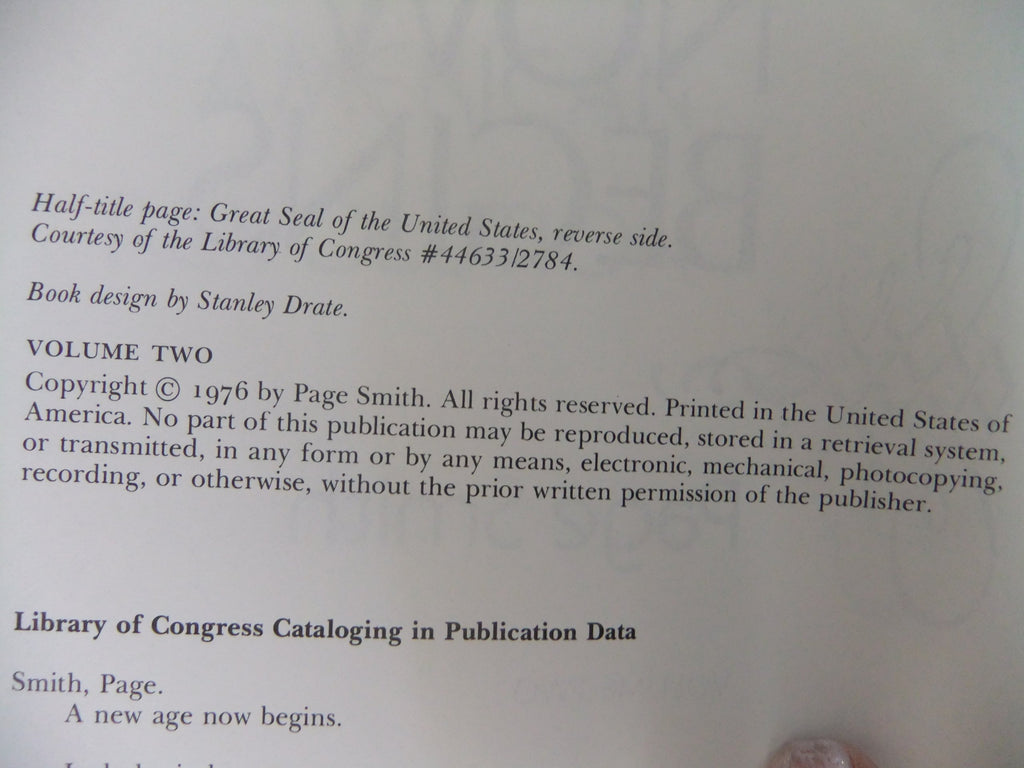 Half-title page: Great Seal of the United States, reverse side.
Courtesy of the Library of Congress #44633/2784.
Book design by Stanley Drate.
VOLUME TWO
Copyright © 1976 by Page Smith. All rights reserved. Printed in the United States of
America. No part of this publication may be reproduced, stored in a retrieval system,
or transmitted, in any form or by any means, electronic, mechanical, photocopying,
recording, or otherwise, without the prior written permission of the publisher.
Library of Congress Cataloging in Publication Data
Smith, Page.
A new age now begins.